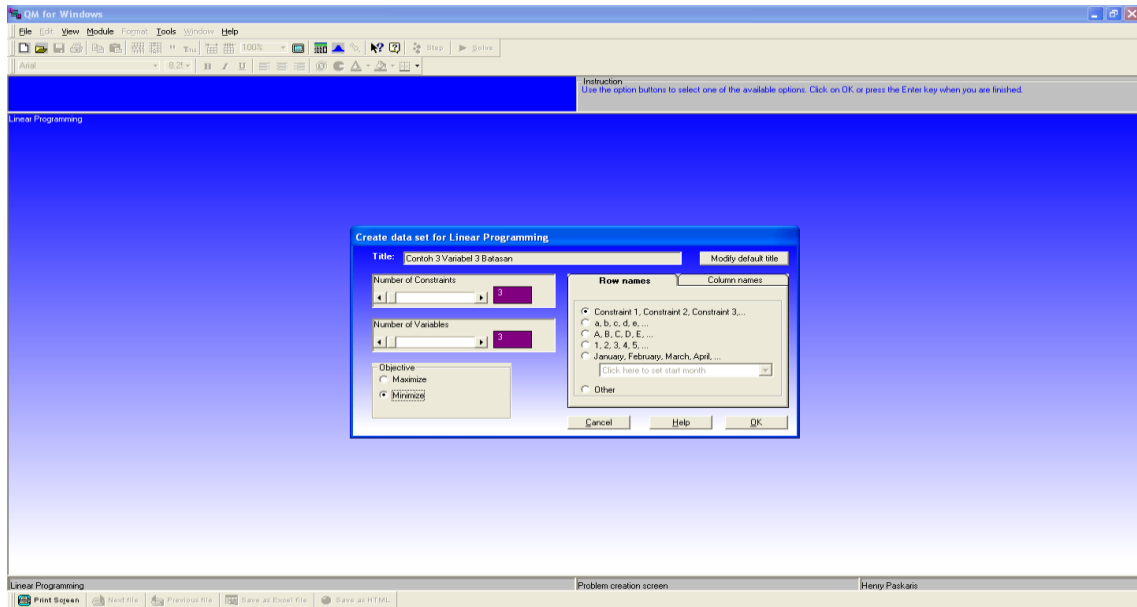 QM for Windows
File Edit View Module Format Tools Window Help
100% Step Solve
Arial 8.25 B I U
Instruction
Use the option buttons to select one of the available options. Click on OK or press the Enter key when you are finished.
Linear Programming
Create data set for Linear Programming
Title: Contoh 3 Variabel 3 Batasan Modify default title
Number of Constraints
3
Number of Variables
3
Objective
Maximize
Minimize
Row names Column names
Constraint 1, Constraint 2, Constraint 3,...
a, b, c, d, e, ...
A, B, C, D, E, ...
1, 2, 3, 4, 5, ...
January, February, March, April, ...
Click here to set start month
Other
Cancel Help OK
Linear Programming Problem creation screen Henry Paskaris
Print Screen Next file Previous file Save as Excel file Save as HTML